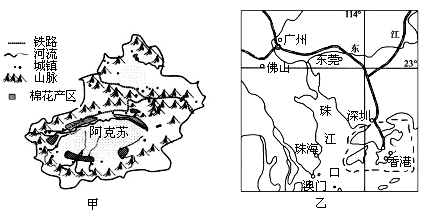 铁路
河流
城镇
山脉
棉花产区
阿克苏
甲
114°
广州
江
东
东莞
佛山
23°
珠
深圳
江
珠海
香港
澳门
口
乙